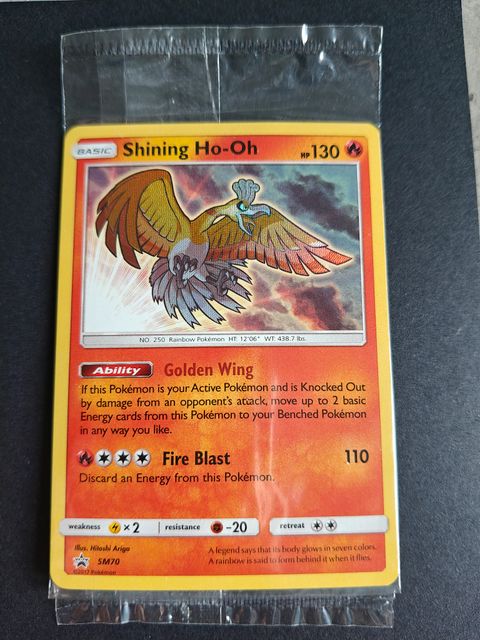 BASIC Shining Ho-Oh HP 130
NO. 250 Rainbow Pokémon HT: 12'06" WT: 438.7 lbs.
Ability Golden Wing
If this Pokémon is your Active Pokémon and is Knocked Out
by damage from an opponent's attack, move up to 2 basic
Energy cards from this Pokémon to your Benched Pokémon
in any way you like.
Fire Blast 110
Discard an Energy from this Pokémon.
weakness ×2 resistance -20 retreat
Illus. Hitoshi Ariga
SM70
©2017 Pokémon
A legend says that its body glows in seven colors.
A rainbow is said to form behind it when it flies.